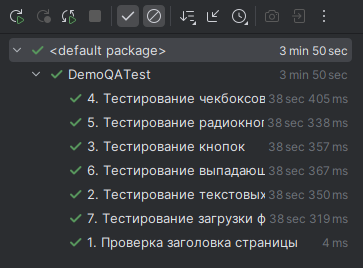 <default package> 3 min 50 sec
DemoQATest 3 min 50 sec
4. Тестирование чекбоксов 38 sec 405 ms
5. Тестирование радиокноп 38 sec 338 ms
3. Тестирование кнопок 38 sec 357 ms
6. Тестирование выпадающ 38 sec 367 ms
2. Тестирование текстовых 38 sec 350 ms
7. Тестирование загрузки ф 38 sec 319 ms
1. Проверка заголовка страницы 4 ms